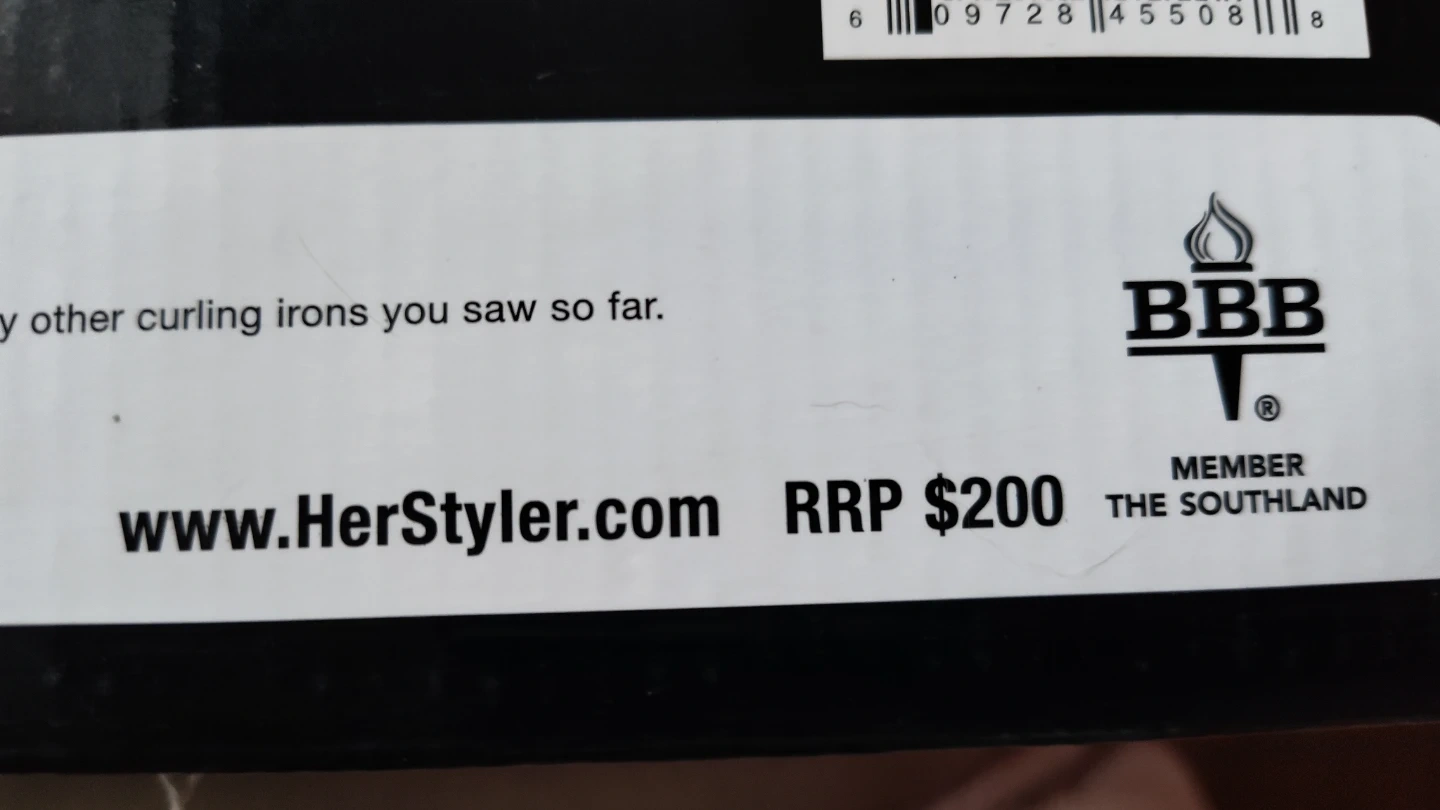 6 09728 45508 8
y other curling irons you saw so far.
BBB
®
MEMBER
THE SOUTHLAND
www.HerStyler.com RRP $200